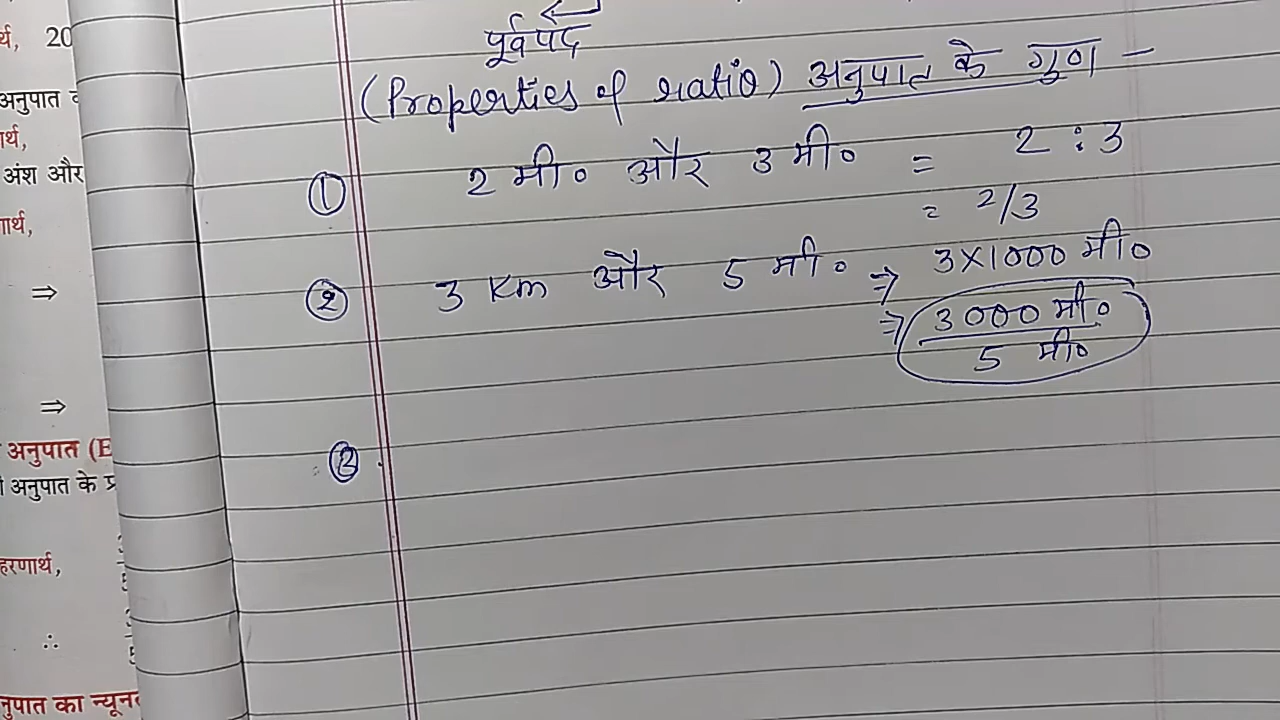 र्थ, 20
पूर्वपद
(Properties of ratio) अनुपात के गुण –
अनुपात
र्थ,
अंश और
① 2 मी० और 3 मी० = 2 : 3
= 2/3
र्थ,
② 3 Km और 5 मी० ⇒ 3×1000 मी०
⇒ 3000 मी०
5 मी०
⇒
⇒
अनुपात (E
③
अनुपात के प्र
हरणार्थ,
∴
नुपात का न्यून